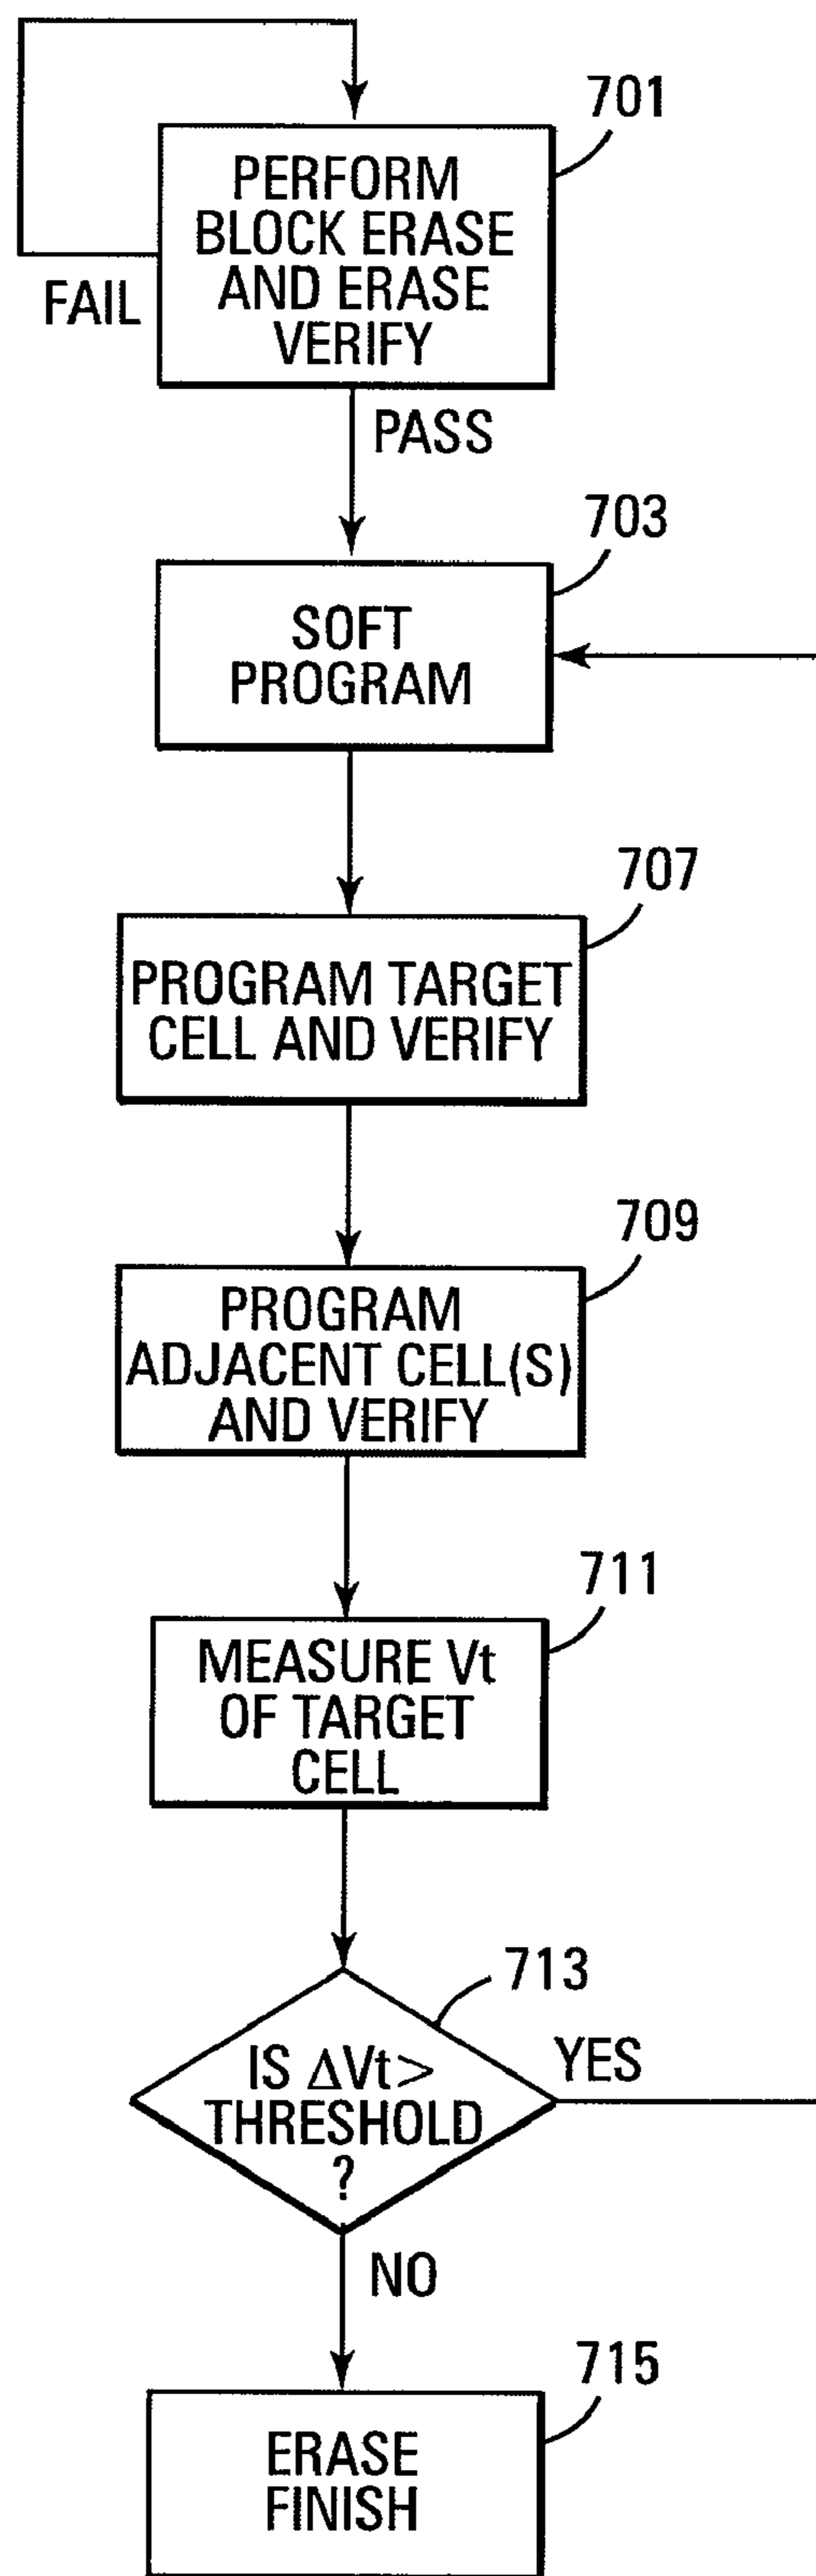 701
PERFORM
BLOCK ERASE
AND ERASE
VERIFY
FAIL
PASS
703
SOFT
PROGRAM
707
PROGRAM TARGET
CELL AND VERIFY
709
PROGRAM
ADJACENT CELL(S)
AND VERIFY
711
MEASURE Vt
OF TARGET
CELL
713
IS ΔVt>
THRESHOLD
?
YES
NO
715
ERASE
FINISH